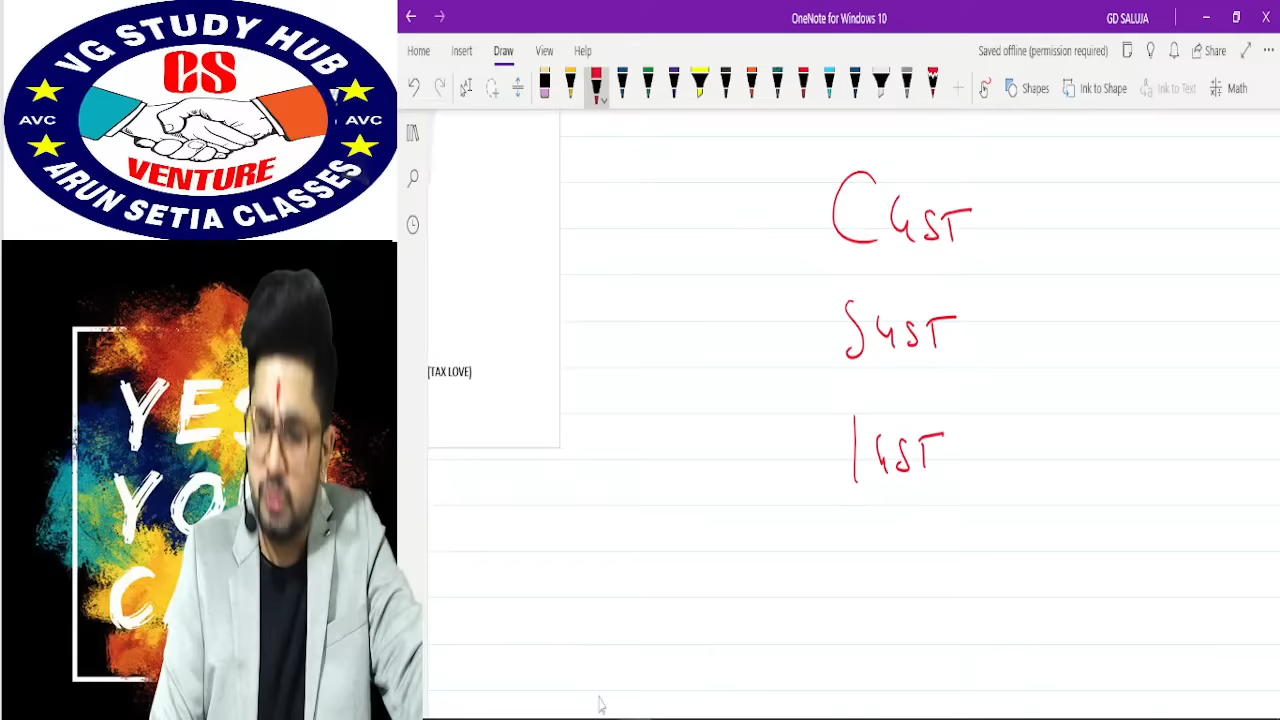 VG STUDY HUB
CS
AVC
AVC
VENTURE
ARUN SETIA CLASSES
YES
YO
C
OneNote for Windows 10
GD SALUJA
Home Insert Draw View Help
Saved offline (permission required)
Share
Shapes
Ink to Shape
Ink to Text
Math
(TAX LOVE)
CGST
SGST
IGST